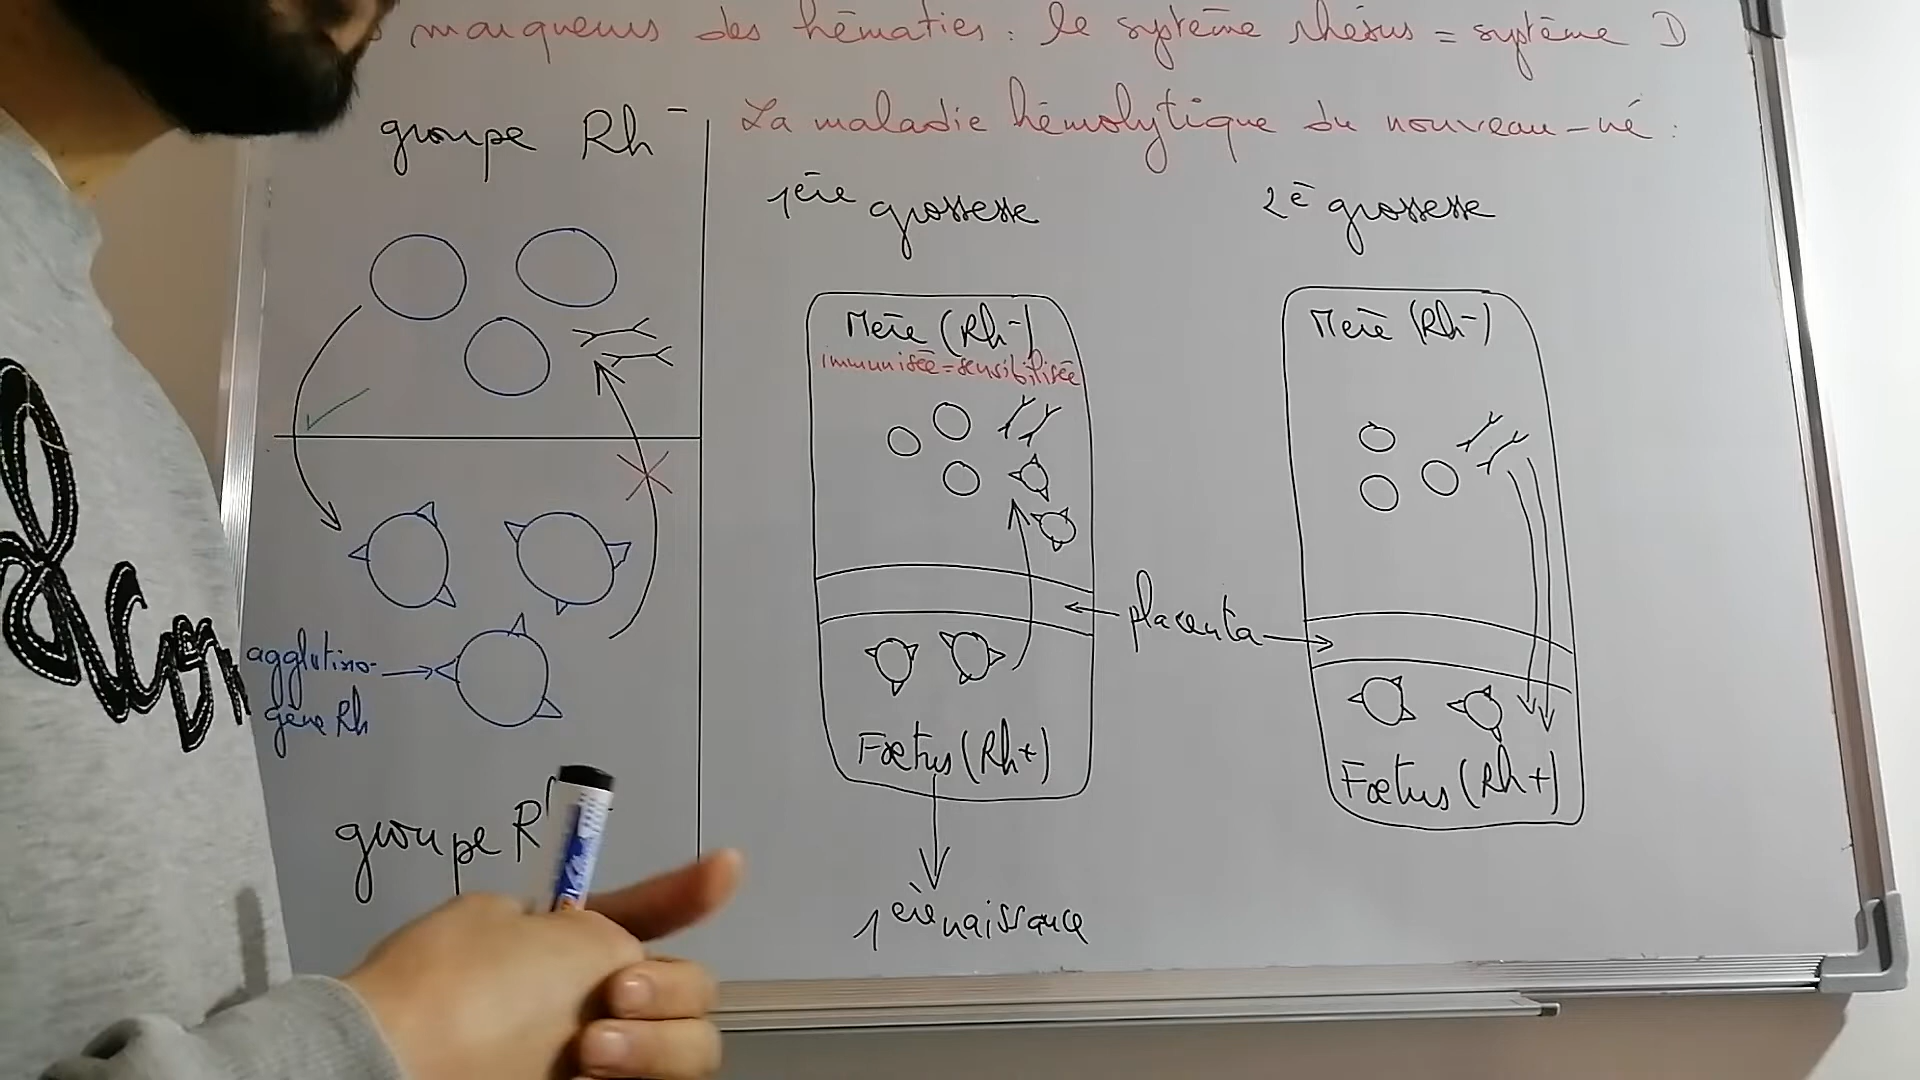 marqueurs des hématies : le système rhésus = système D
groupe Rh -
La maladie hémolytique du nouveau-né :
1ère grossesse
2è grossesse
Mère (Rh-)
immunisée = sensibilisée
Mère (Rh-)
placenta
agglutino-
gène Rh
Fœtus (Rh+)
Fœtus (Rh+)
groupe R
1ère naissance